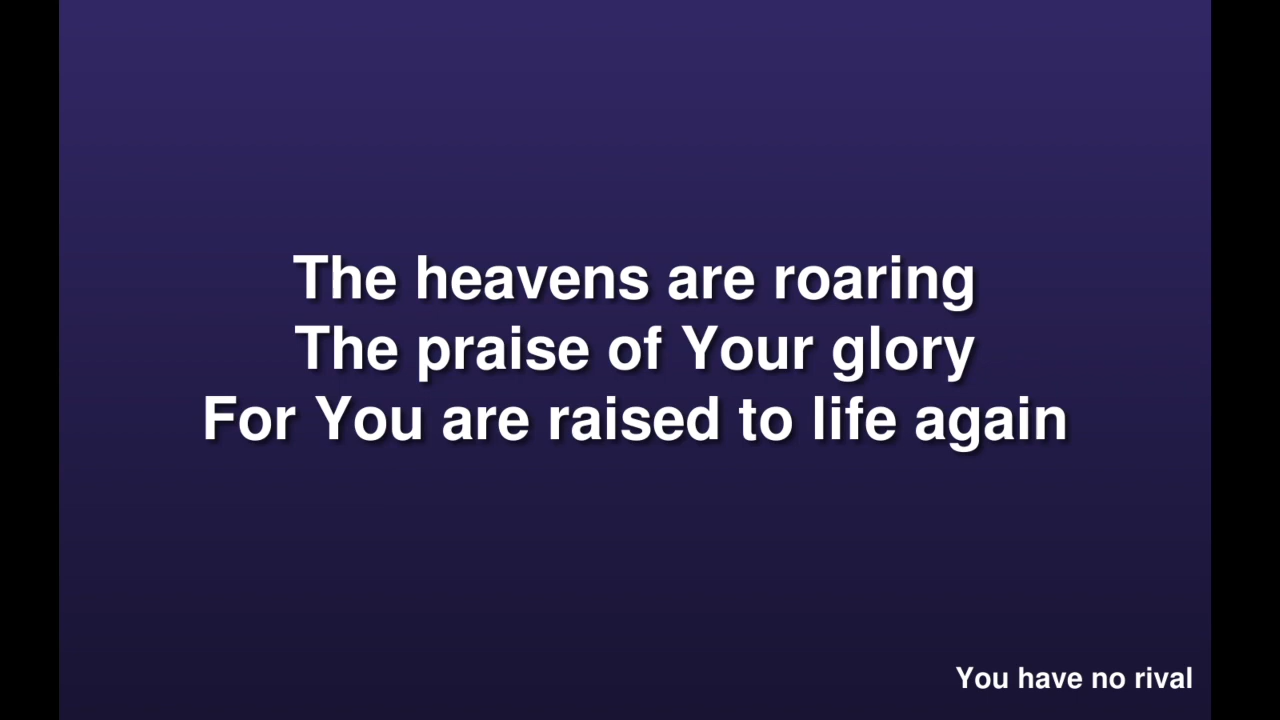 The heavens are roaring
The praise of Your glory
For You are raised to life again
You have no rival